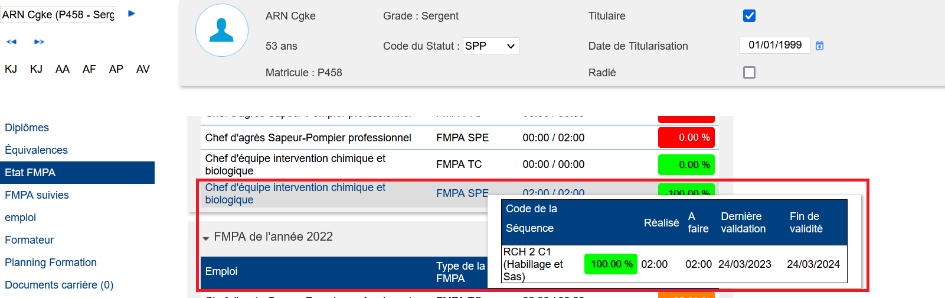 ARN Cgke (P458 - Serg
KJ KJ AA AF AP AV
ARN Cgke
Grade : Sergent
Titulaire
53 ans
Code du Statut : SPP
Date de Titularisation
01/01/1999
Matricule : P458
Radié
Diplômes
Équivalences
Etat FMPA
FMPA suivies
emploi
Formateur
Planning Formation
Documents carrière (0)
Chef d'agrès Sapeur-Pompier professionnel FMPA SPE 00:00 / 02:00 0.00 %
Chef d'équipe intervention chimique et
biologique
FMPA TC 00:00 / 00:00 0.00 %
Chef d'équipe intervention chimique et
biologique
FMPA SPE 02:00 / 02:00 100.00 %
FMPA de l'année 2022
Emploi
Type de la
FMPA
Code de la
Séquence
Réalisé
A
faire
Dernière
validation
Fin de
validité
RCH 2 C1
(Habillage et
Sas)
100.00 % 02:00 02:00 24/03/2023 24/03/2024